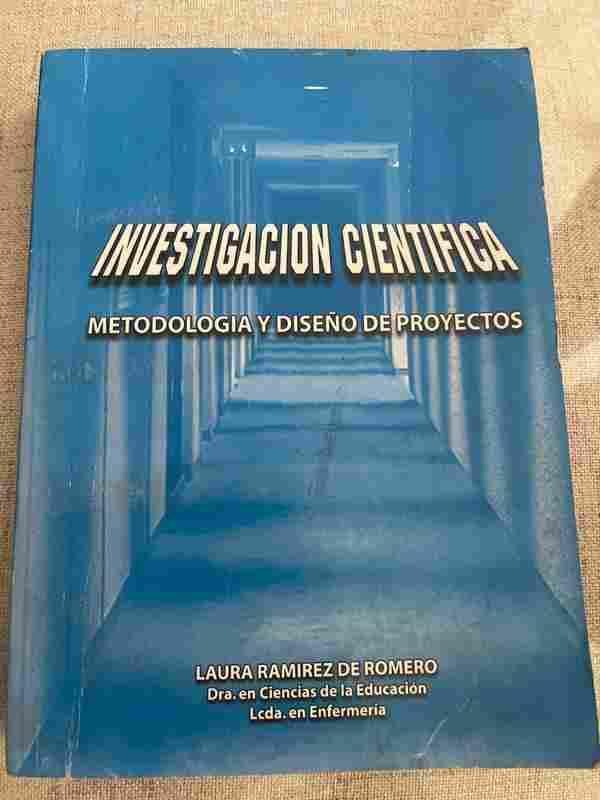 INVESTIGACION CIENTIFICA
METODOLOGIA Y DISEÑO DE PROYECTOS
LAURA RAMIREZ DE ROMERO
Dra. en Ciencias de la Educación
Lcda. en Enfermería